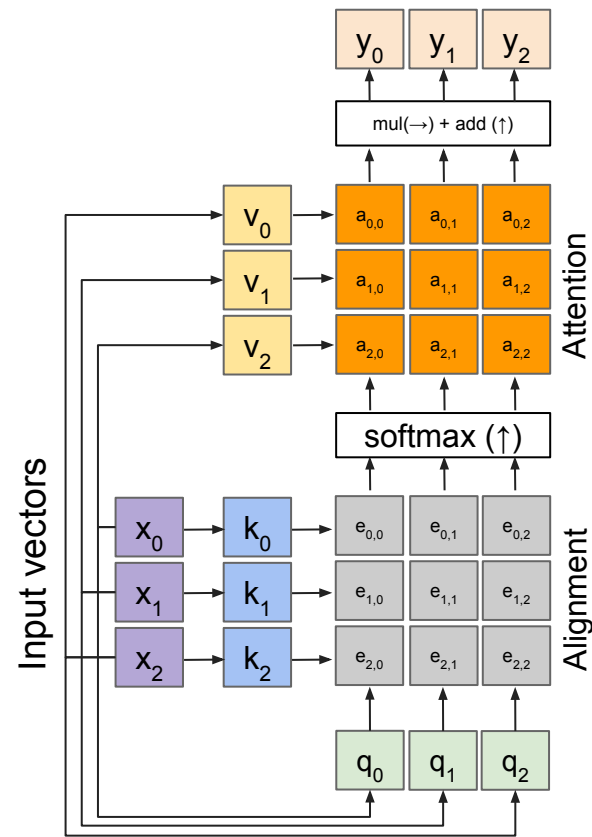 y0 y1 y2
mul(→) + add (↑)
v0 a0,0 a0,1 a0,2
v1 a1,0 a1,1 a1,2
v2 a2,0 a2,1 a2,2
Attention
softmax (↑)
Input vectors
x0 k0 e0,0 e0,1 e0,2
x1 k1 e1,0 e1,1 e1,2
x2 k2 e2,0 e2,1 e2,2
Alignment
q0 q1 q2